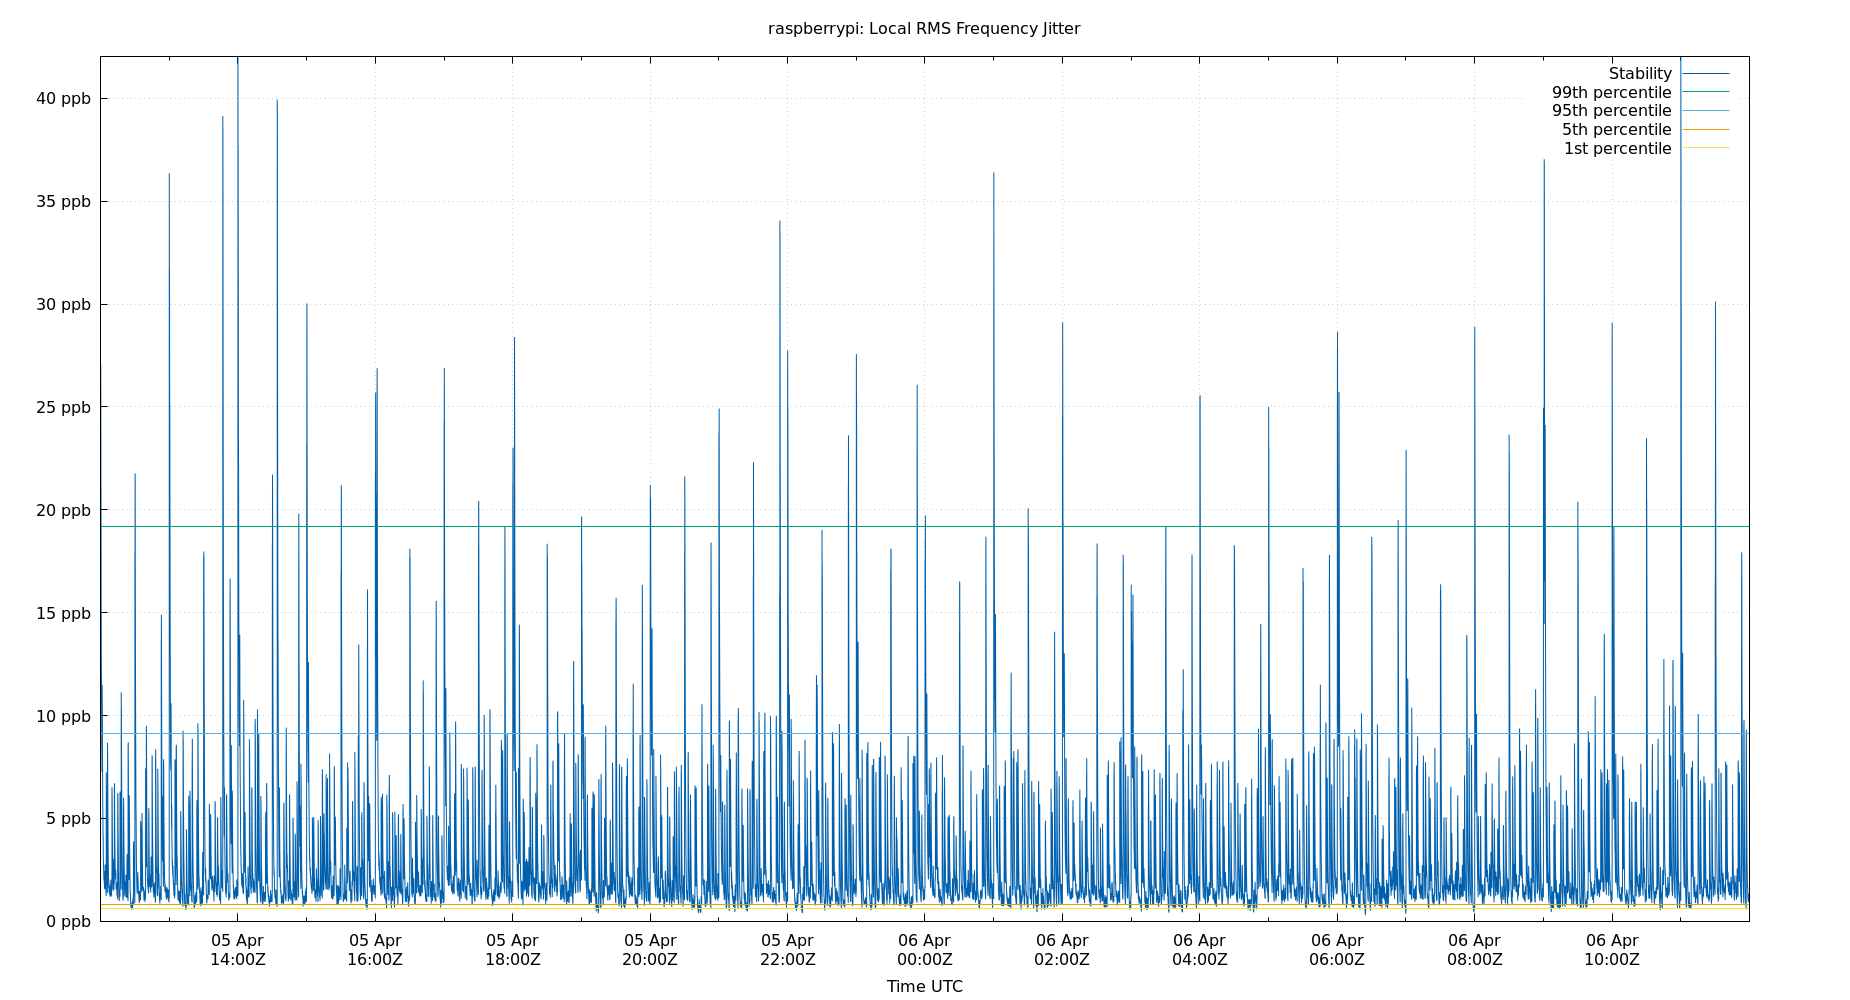 raspberrypi: Local RMS Frequency Jitter
Stability
99th percentile
95th percentile
5th percentile
1st percentile
40 ppb
35 ppb
30 ppb
25 ppb
20 ppb
15 ppb
10 ppb
5 ppb
0 ppb
05 Apr 05 Apr 05 Apr 05 Apr 05 Apr 06 Apr 06 Apr 06 Apr 06 Apr 06 Apr 06 Apr
14:00Z 16:00Z 18:00Z 20:00Z 22:00Z 00:00Z 02:00Z 04:00Z 06:00Z 08:00Z 10:00Z
Time UTC